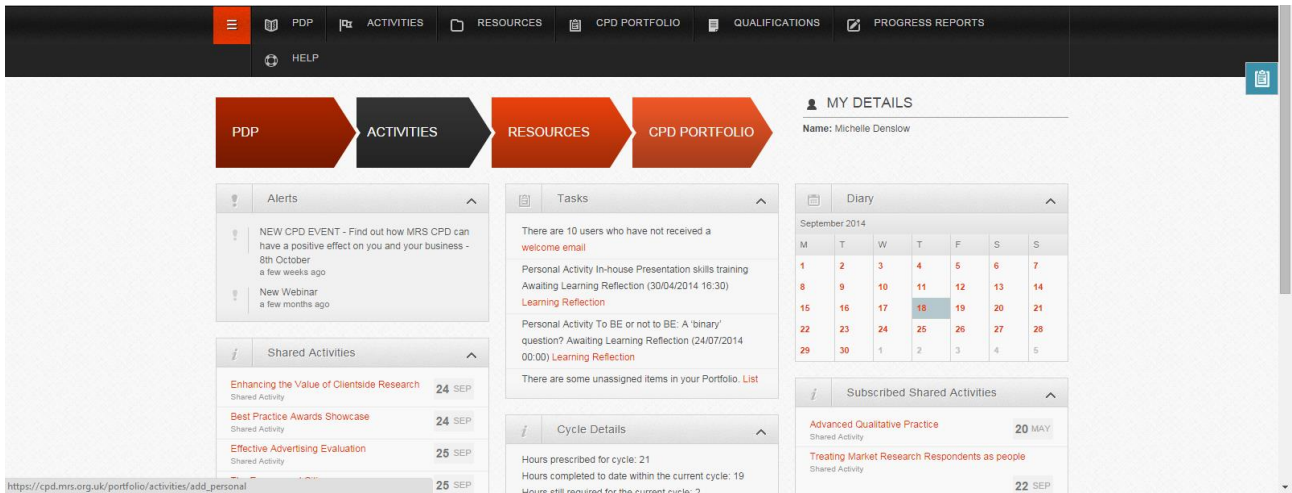 PDP
ACTIVITIES
RESOURCES
CPD PORTFOLIO
QUALIFICATIONS
PROGRESS REPORTS
HELP
PDP
ACTIVITIES
RESOURCES
CPD PORTFOLIO
MY DETAILS
Name: Michelle Denslow
Alerts
NEW CPD EVENT - Find out how MRS CPD can
have a positive effect on you and your business -
8th October
a few weeks ago
New Webinar
a few months ago
Shared Activities
Enhancing the Value of Clientside Research 24 SEP
Shared Activity
Best Practice Awards Showcase 24 SEP
Shared Activity
Effective Advertising Evaluation 25 SEP
Shared Activity
25 SEP
Tasks
There are 10 users who have not received a
welcome email
Personal Activity In-house Presentation skills training
Awaiting Learning Reflection (30/04/2014 16:30)
Learning Reflection
Personal Activity To BE or not to BE: A 'binary'
question? Awaiting Learning Reflection (24/07/2014
00:00) Learning Reflection
There are some unassigned items in your Portfolio. List
Cycle Details
Hours prescribed for cycle: 21
Hours completed to date within the current cycle: 19
Hours still required for the current cycle: 2
Diary
September 2014
M T W T F S S
1 2 3 4 5 6 7
8 9 10 11 12 13 14
15 16 17 18 19 20 21
22 23 24 25 26 27 28
29 30 1 2 3 4 5
Subscribed Shared Activities
Advanced Qualitative Practice 20 MAY
Shared Activity
Treating Market Research Respondents as people
Shared Activity
22 SEP
https://cpd.mrs.org.uk/portfolio/activities/add_personal